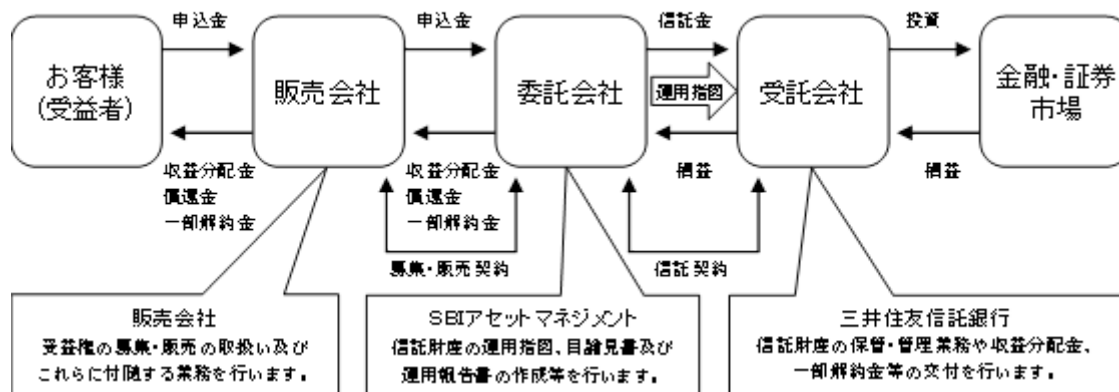 申込金
申込金
信託金
投資
お客様
(受益者)
販売会社
委託会社
運用指図
受託会社
金融・証券
市場
収益分配金
償還金
一部解約金
収益分配金
償還金
一部解約金
損益
損益
募集・販売契約
信託契約
販売会社
受益権の募集・販売の取扱い及び
これらに付随する業務を行います。
SBIアセットマネジメント
信託財産の運用指図、目論見書及び
運用報告書の作成等を行います。
三井住友信託銀行
信託財産の保管・管理業務や収益分配金、
一部解約金等の交付を行います。